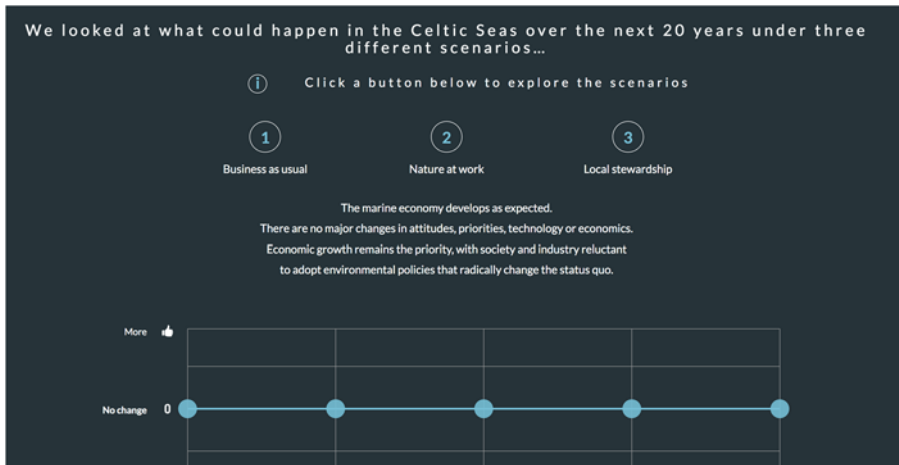 We looked at what could happen in the Celtic Seas over the next 20 years under three
different scenarios…
i Click a button below to explore the scenarios
1 2 3
Business as usual Nature at work Local stewardship
The marine economy develops as expected.
There are no major changes in attitudes, priorities, technology or economics.
Economic growth remains the priority, with society and industry reluctant
to adopt environmental policies that radically change the status quo.
More
No change 0